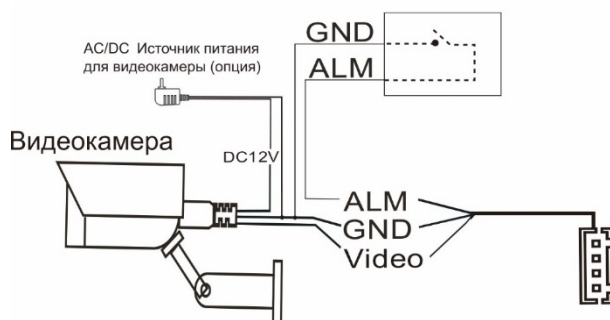 GND
ALM
AC/DC Источник питания
для видеокамеры (опция)
Видеокамера
DC12V
ALM
GND
Video